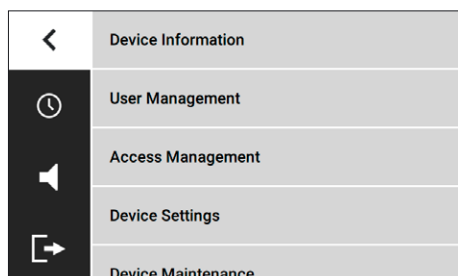 Device Information
User Management
Access Management
Device Settings
Device Maintenance